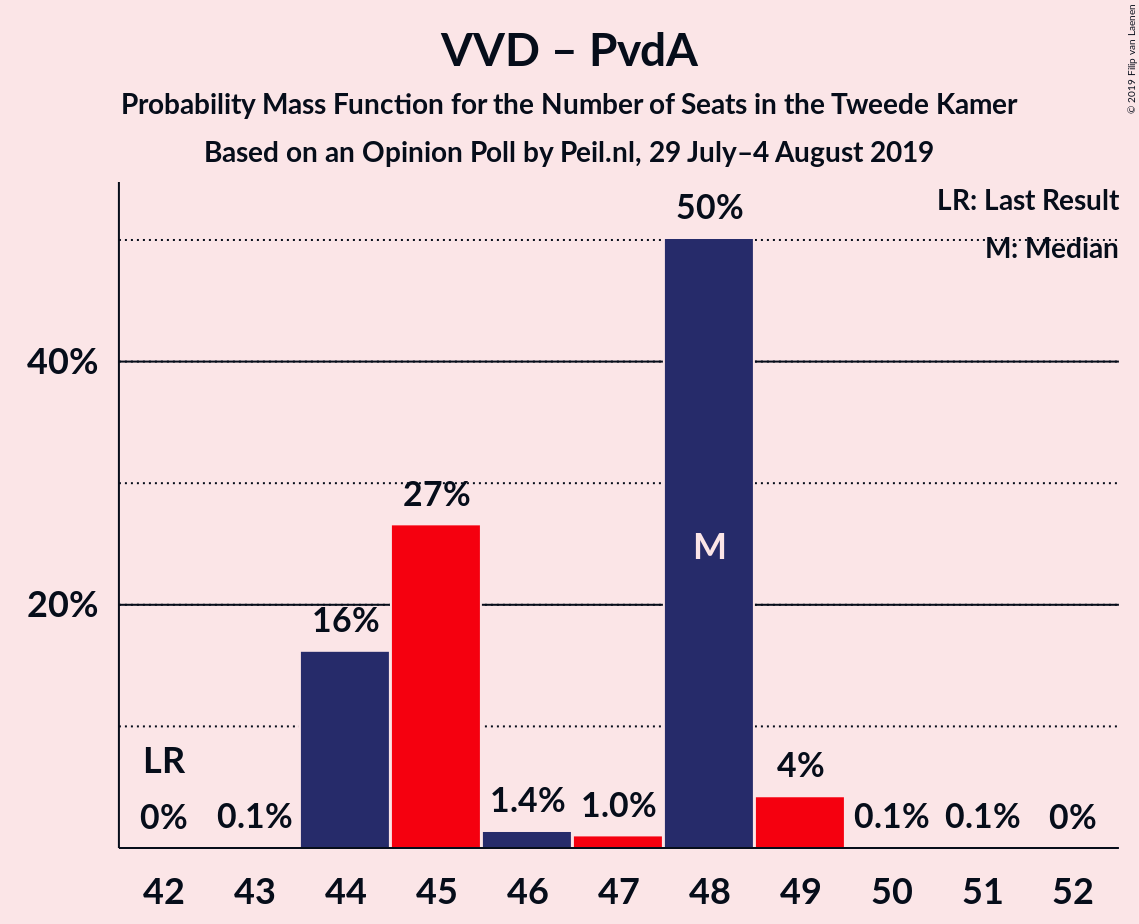 VVD – PvdA
Probability Mass Function for the Number of Seats in the Tweede Kamer
Based on an Opinion Poll by Peil.nl, 29 July–4 August 2019
© 2019 Filip van Laenen
LR: Last Result
M: Median
50%
40%
27%
M
20%
16%
LR
0%
0.1%
1.4%
1.0%
4%
0.1%
0.1%
0%
42 43 44 45 46 47 48 49 50 51 52